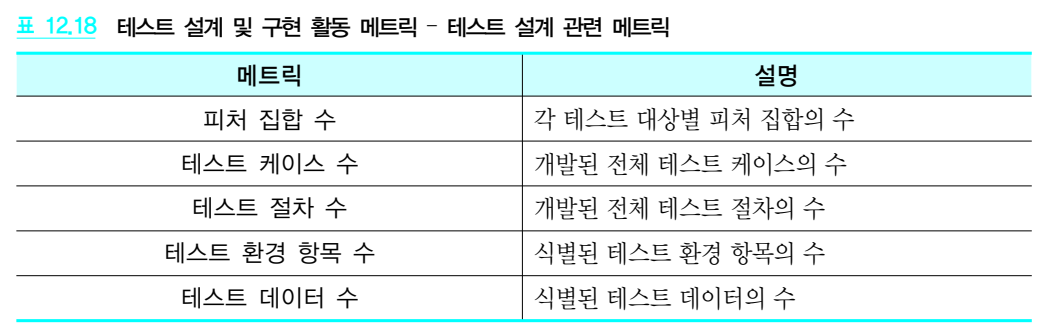 표 12.18 테스트 설계 및 구현 활동 메트릭 - 테스트 설계 관련 메트릭
메트릭 설명
피처 집합 수 각 테스트 대상별 피처 집합의 수
테스트 케이스 수 개발된 전체 테스트 케이스의 수
테스트 절차 수 개발된 전체 테스트 절차의 수
테스트 환경 항목 수 식별된 테스트 환경 항목의 수
테스트 데이터 수 식별된 테스트 데이터의 수